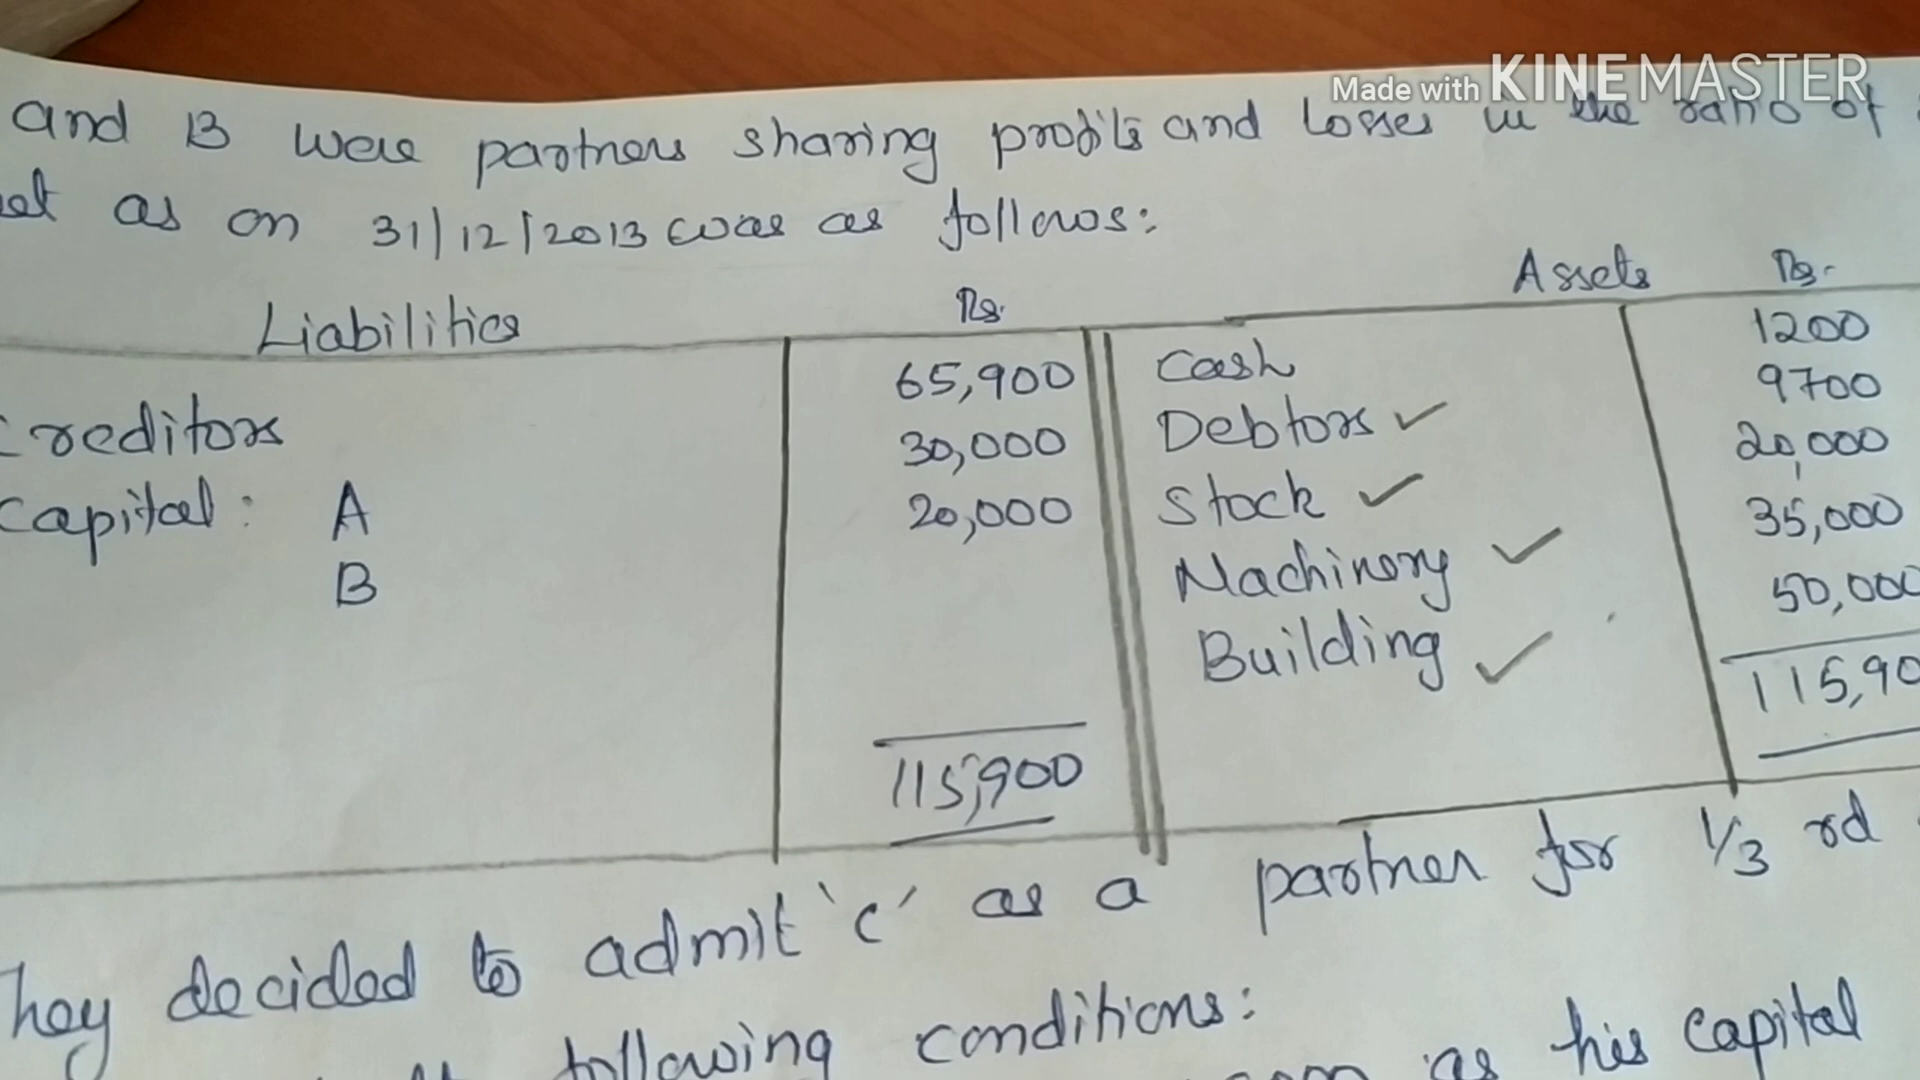 Made with KINEMASTER
and B were partners sharing profits and losses in the ratio of
as on 31/12/2013 was as follows:
Liabilities Rs. Assets Rs.
Creditors 65,900 Cash 1200
Capital: A 30,000 Debtors ✓ 9700
B 20,000 Stock ✓ 20,000
Machinery ✓ 35,000
Building ✓ 50,000
115,900 115,90
They decided to admit 'c' as a partner for 1/3 rd
following conditions:
as his capital